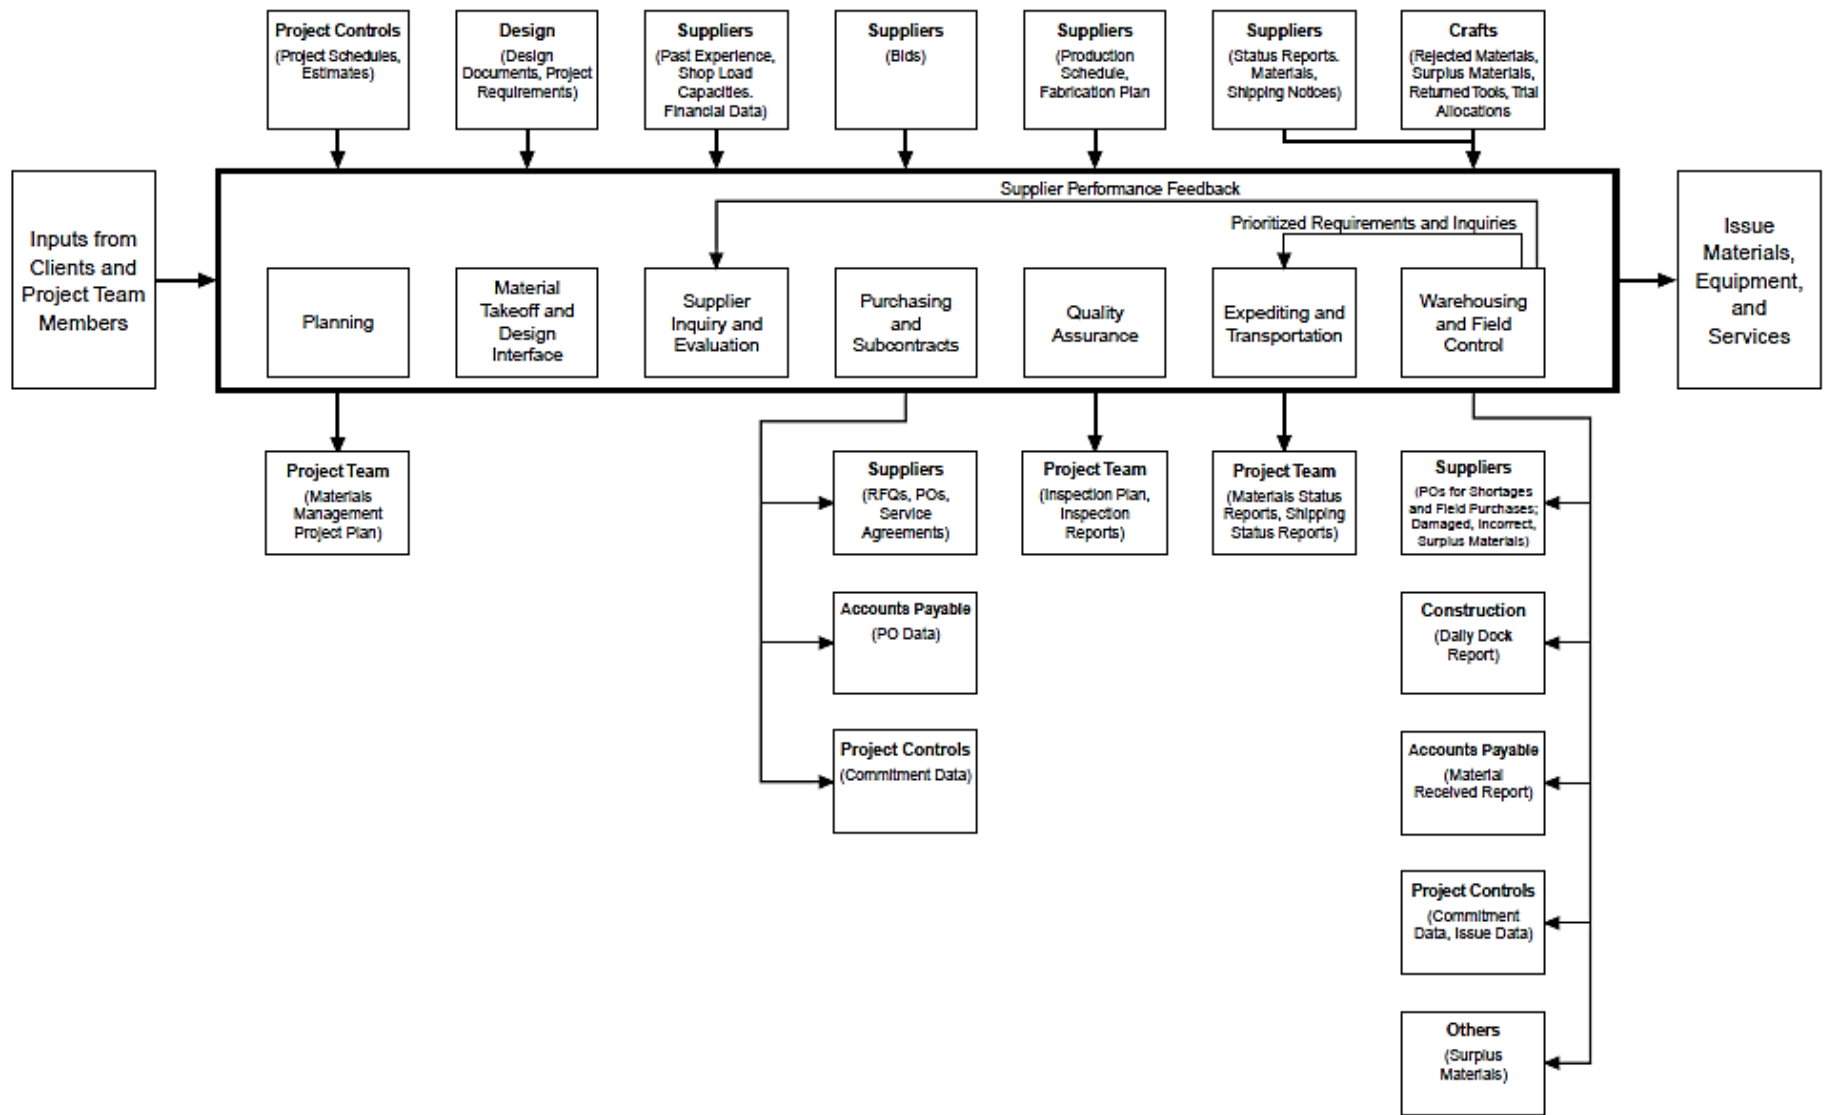 Project Controls
(Project Schedules,
Estimates)
Design
(Design
Documents, Project
Requirements)
Suppliers
(Past Experience,
Shop Load
Capacities.
Financial Data)
Suppliers
(Bids)
Suppliers
(Production
Schedule,
Fabrication Plan
Suppliers
(Status Reports.
Materials,
Shipping Notices)
Crafts
(Rejected Materials,
Surplus Materials,
Returned Tools, Trial
Allocations
Inputs from
Clients and
Project Team
Members
Supplier Performance Feedback
Prioritized Requirements and Inquiries
Planning
Material
Takeoff and
Design
Interface
Supplier
Inquiry and
Evaluation
Purchasing
and
Subcontracts
Quality
Assurance
Expediting and
Transportation
Warehousing
and Field
Control
Issue
Materials,
Equipment,
and
Services
Project Team
(Materials
Management
Project Plan)
Suppliers
(RFQs, POs,
Service
Agreements)
Project Team
(Inspection Plan,
Inspection
Reports)
Project Team
(Materials Status
Reports, Shipping
Status Reports)
Suppliers
(POs for Shortages
and Field Purchases;
Damaged, Incorrect,
Surplus Materials)
Accounts Payable
(PO Data)
Construction
(Daily Dock
Report)
Project Controls
(Commitment Data)
Accounts Payable
(Material
Received Report)
Project Controls
(Commitment
Data, Issue Data)
Others
(Surplus
Materials)